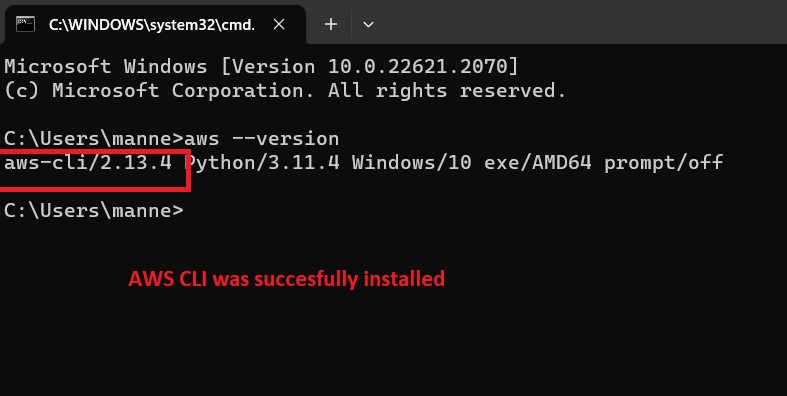 C:\WINDOWS\system32\cmd.
Microsoft Windows [Version 10.0.22621.2070]
(c) Microsoft Corporation. All rights reserved.
C:\Users\manne>aws --version
aws-cli/2.13.4 Python/3.11.4 Windows/10 exe/AMD64 prompt/off
C:\Users\manne>
AWS CLI was succesfully installed